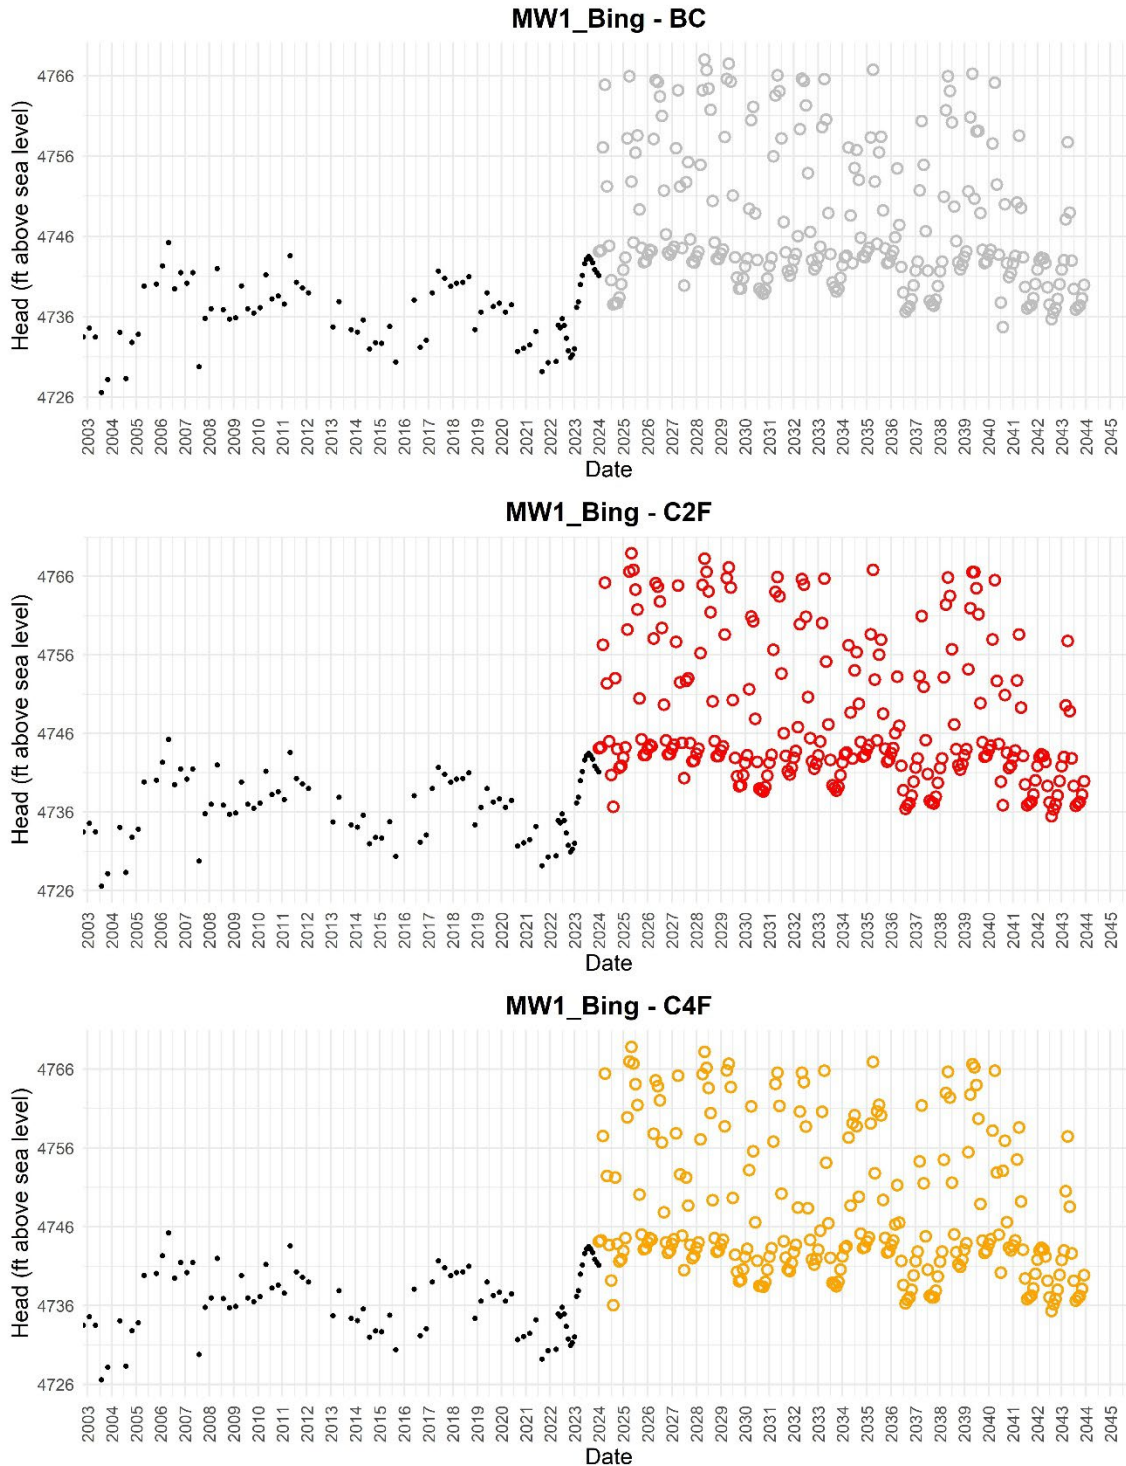 MW1_Bing - BC
Head (ft above sea level)
4766
4756
4746
4736
4726
2003 2004 2005 2006 2007 2008 2009 2010 2011 2012 2013 2014 2015 2016 2017 2018 2019 2020 2021 2022 2023 2024 2025 2026 2027 2028 2029 2030 2031 2032 2033 2034 2035 2036 2037 2038 2039 2040 2041 2042 2043 2044 2045
Date
MW1_Bing - C2F
Head (ft above sea level)
4766
4756
4746
4736
4726
2003 2004 2005 2006 2007 2008 2009 2010 2011 2012 2013 2014 2015 2016 2017 2018 2019 2020 2021 2022 2023 2024 2025 2026 2027 2028 2029 2030 2031 2032 2033 2034 2035 2036 2037 2038 2039 2040 2041 2042 2043 2044 2045
Date
MW1_Bing - C4F
Head (ft above sea level)
4766
4756
4746
4736
4726
2003 2004 2005 2006 2007 2008 2009 2010 2011 2012 2013 2014 2015 2016 2017 2018 2019 2020 2021 2022 2023 2024 2025 2026 2027 2028 2029 2030 2031 2032 2033 2034 2035 2036 2037 2038 2039 2040 2041 2042 2043 2044 2045
Date